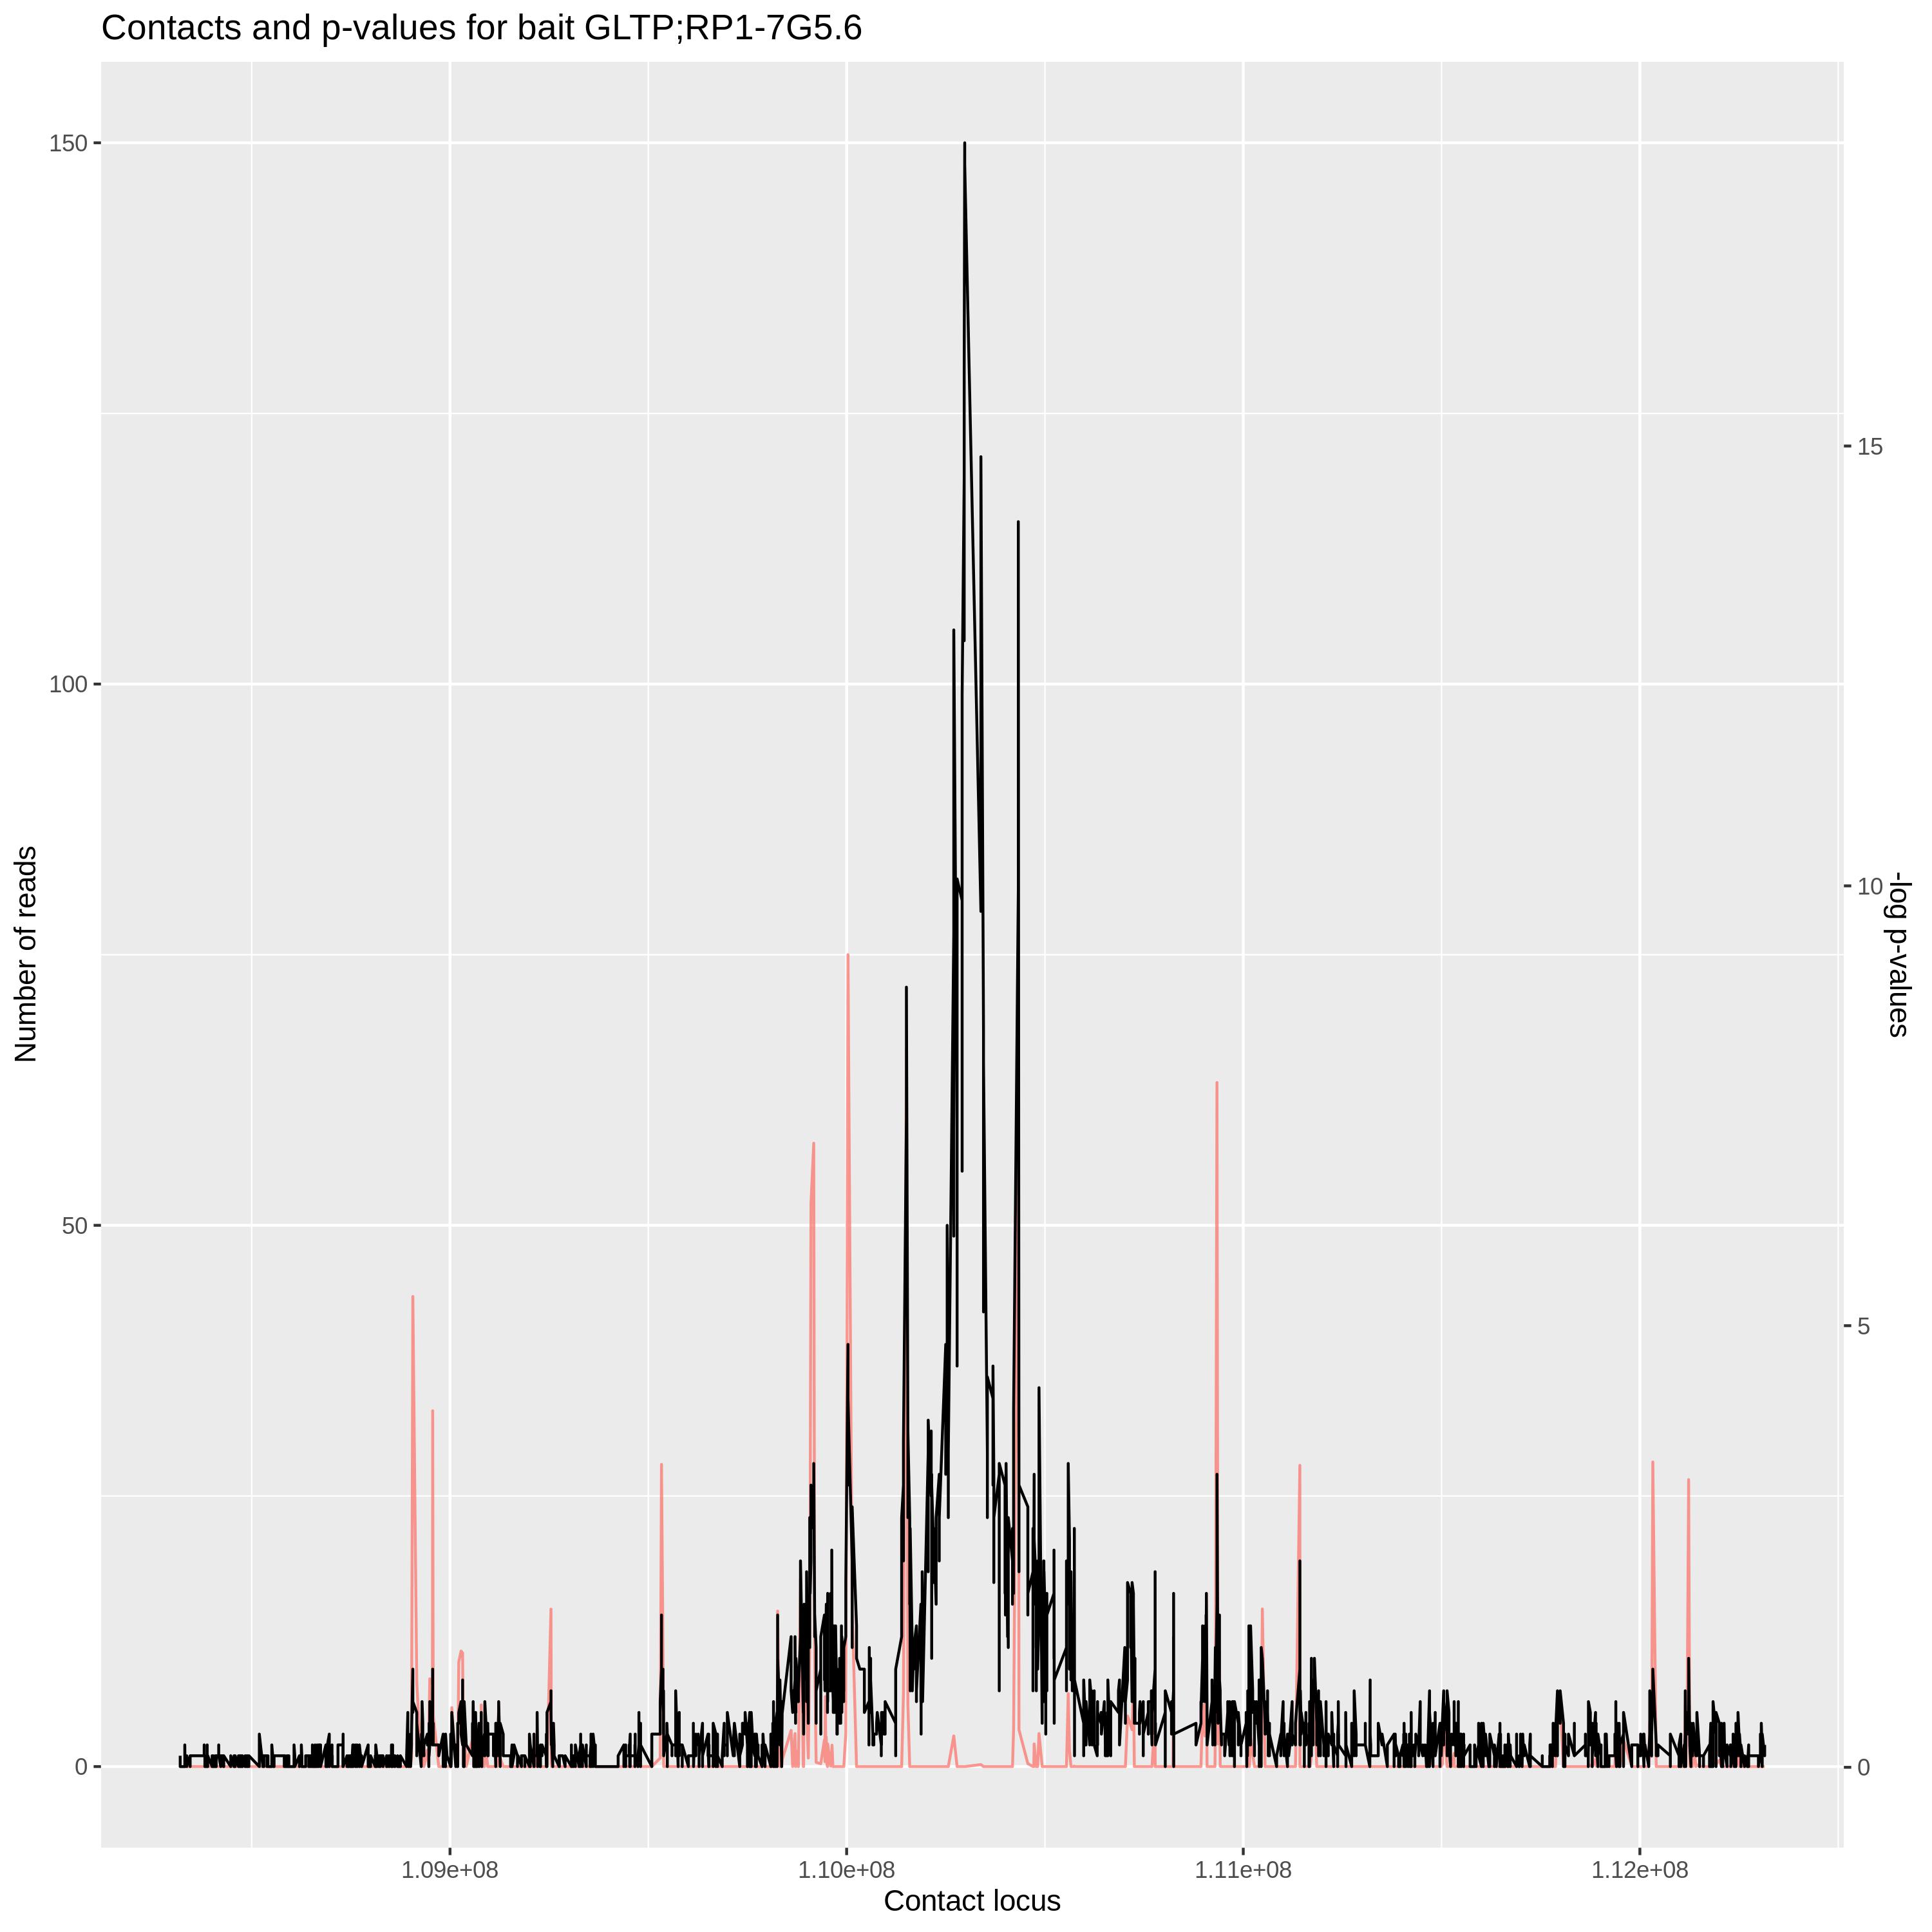 Contacts and p-values for bait GLTP;RP1-7G5.6
150
100
50
0
Number of reads
15
10
5
0
-log p-values
1.09e+08
1.10e+08
1.11e+08
1.12e+08
Contact locus